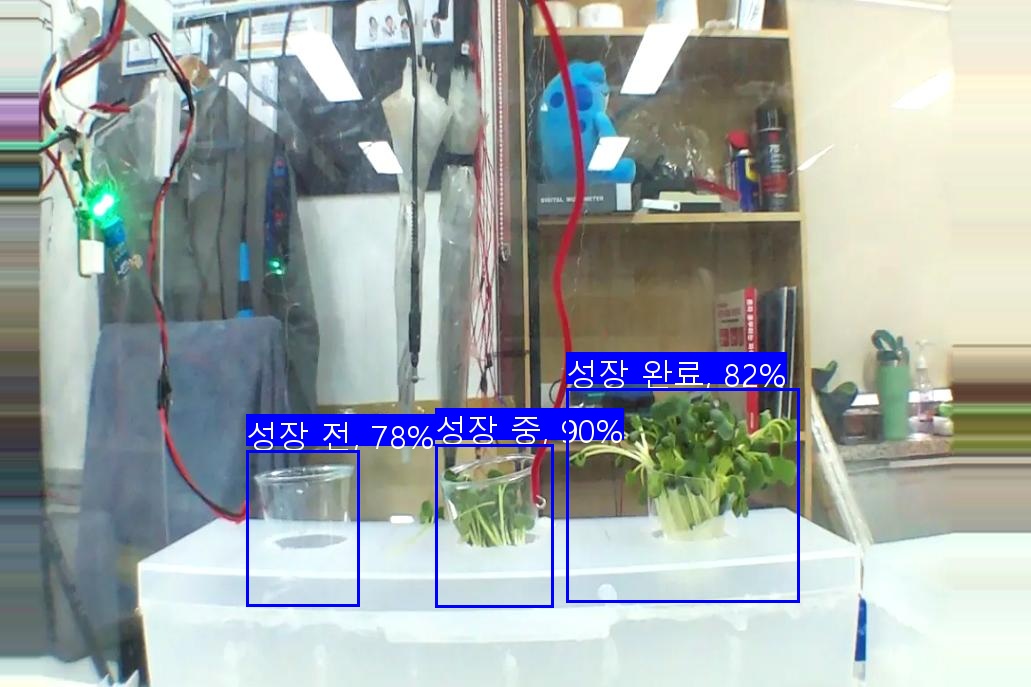 DIGITAL MULTIMETER
성장 완료, 82%
성장 전, 78%
성장 중, 90%